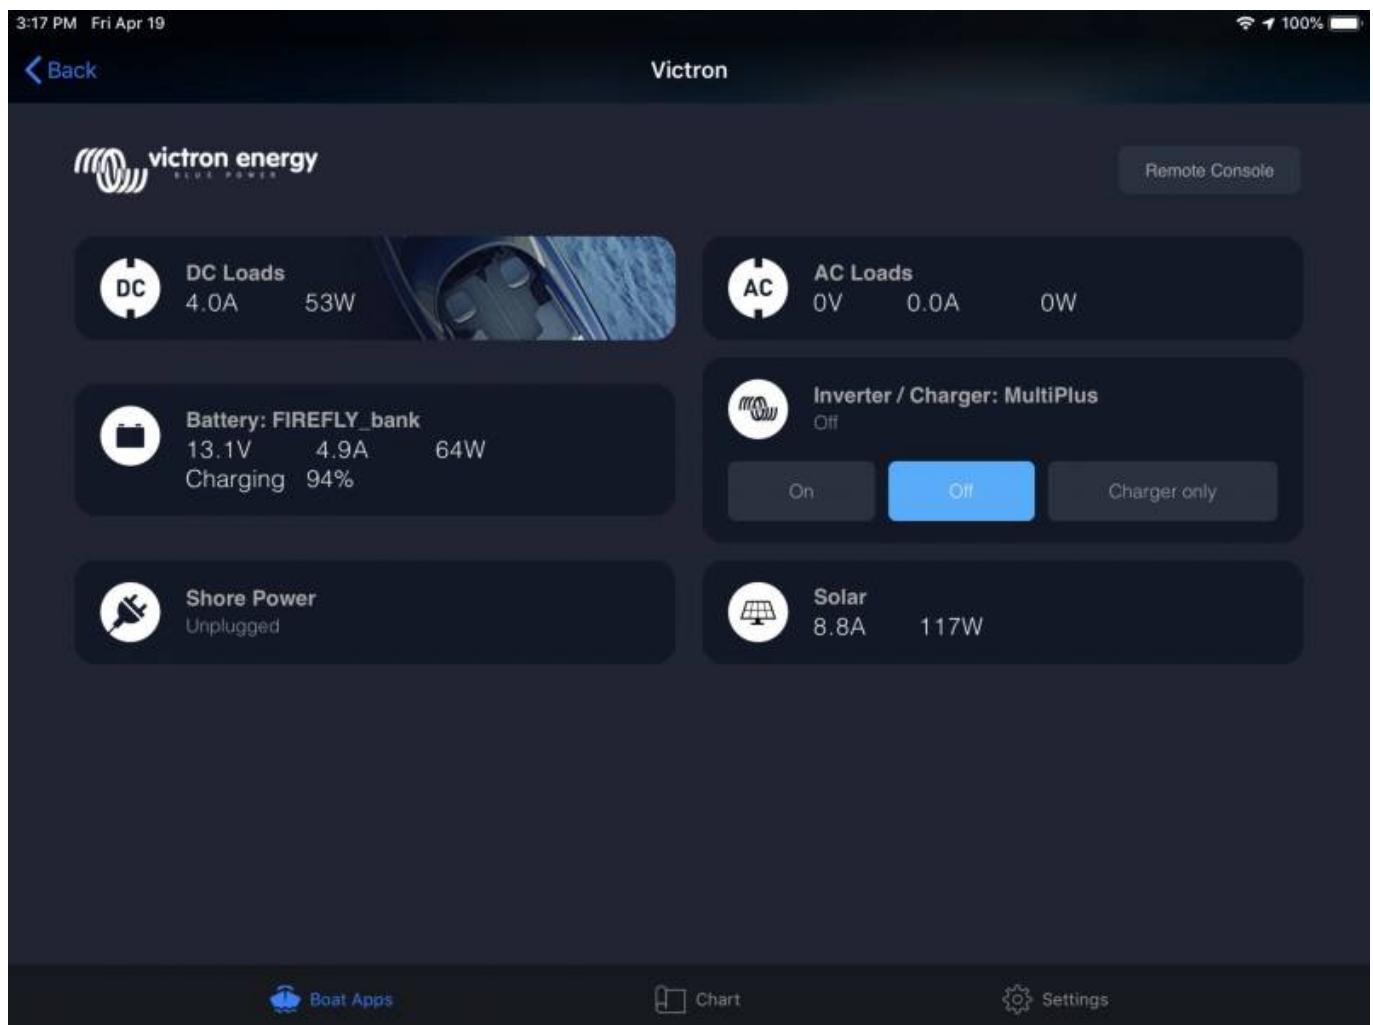 3:17 PM Fri Apr 19
100%
Back
Victron
victron energy
BLUE POWER
Remote Console
DC
DC Loads
4.0A 53W
AC
AC Loads
0V 0.0A 0W
Battery: FIREFLY_bank
13.1V 4.9A 64W
Charging 94%
Inverter / Charger: MultiPlus
Off
On Off Charger only
Shore Power
Unplugged
Solar
8.8A 117W
Boat Apps Chart Settings